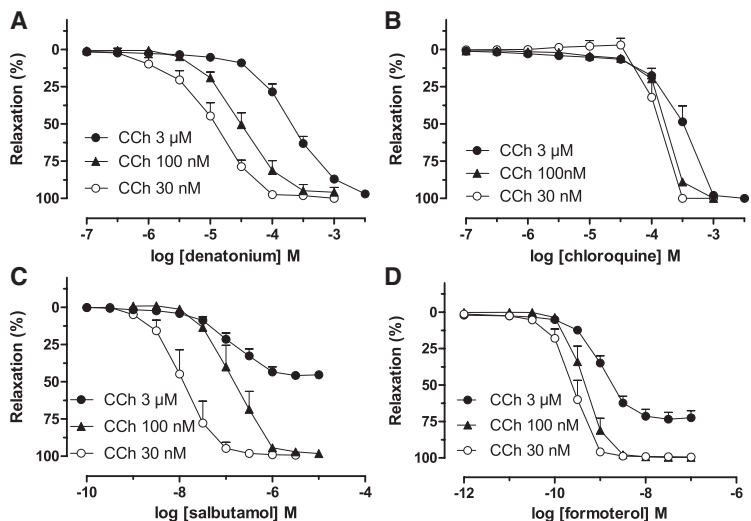 A
Relaxation (%)
0
25
50
75
100
CCh 3 µM
CCh 100 nM
CCh 30 nM
-7 -6 -5 -4 -3
log [denatonium] M
B
Relaxation (%)
0
25
50
75
100
CCh 3 µM
CCh 100nM
CCh 30 nM
-7 -6 -5 -4 -3
log [chloroquine] M
C
Relaxation (%)
0
25
50
75
100
CCh 3 µM
CCh 100 nM
CCh 30 nM
-10 -8 -6 -4
log [salbutamol] M
D
Relaxation (%)
0
25
50
75
100
CCh 3 µM
CCh 100 nM
CCh 30 nM
-12 -10 -8 -6
log [formoterol] M